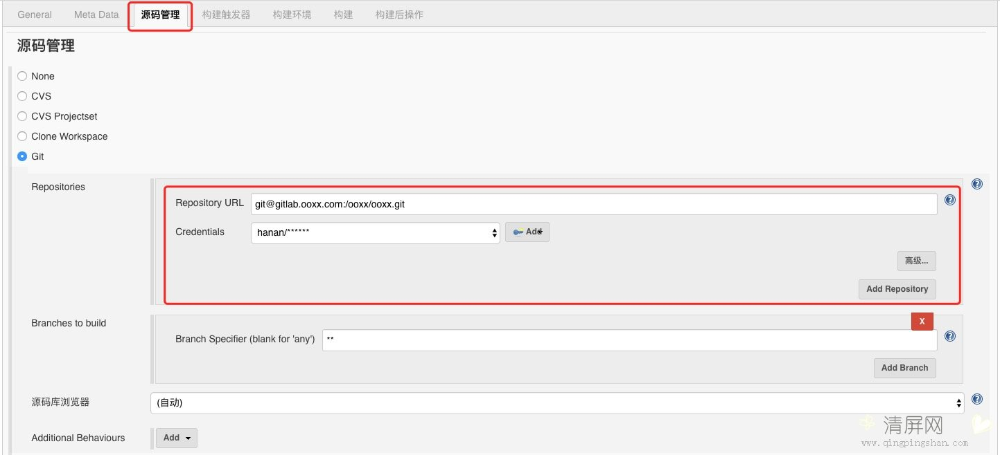 General Meta Data 源码管理 构建触发器 构建环境 构建 构建后操作
源码管理
None
CVS
CVS Projectset
Clone Workspace
Git
Repositories
Repository URL git@gitlab.ooxx.com:/ooxx/ooxx.git
Credentials hanan/****** Add
高级...
Add Repository
Branches to build
X
Branch Specifier (blank for 'any') **
Add Branch
源码库浏览器 (自动)
Additional Behaviours Add
清屏网
www.qingpingshan.com